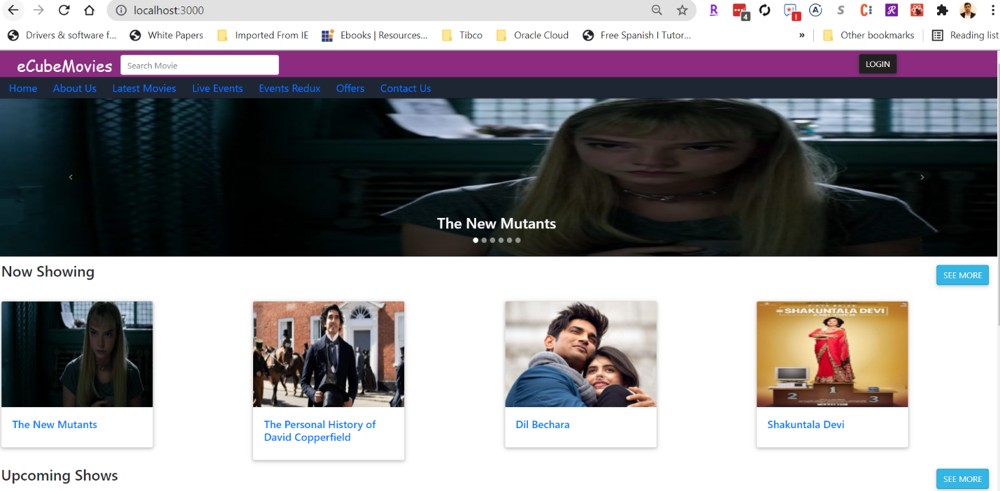 localhost:3000
4
Drivers & software f... White Papers Imported From IE Ebooks | Resources... Tibco Oracle Cloud Free Spanish I Tutor... » Other bookmarks Reading list
eCubeMovies Search Movie LOGIN
Home About Us Latest Movies Live Events Events Redux Offers Contact Us
The New Mutants
Now Showing SEE MORE
SHAKUNTALA DEVI
1
2 3
The New Mutants The Personal History of David Copperfield Dil Bechara Shakuntala Devi
Upcoming Shows SEE MORE